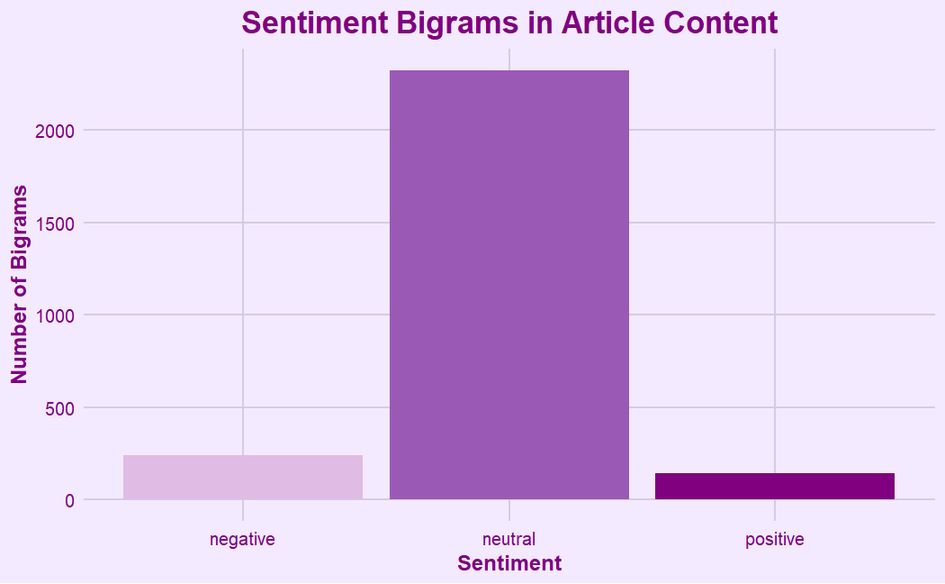 Sentiment Bigrams in Article Content
Number of Bigrams
2000
1500
1000
500
0
negative neutral positive
Sentiment